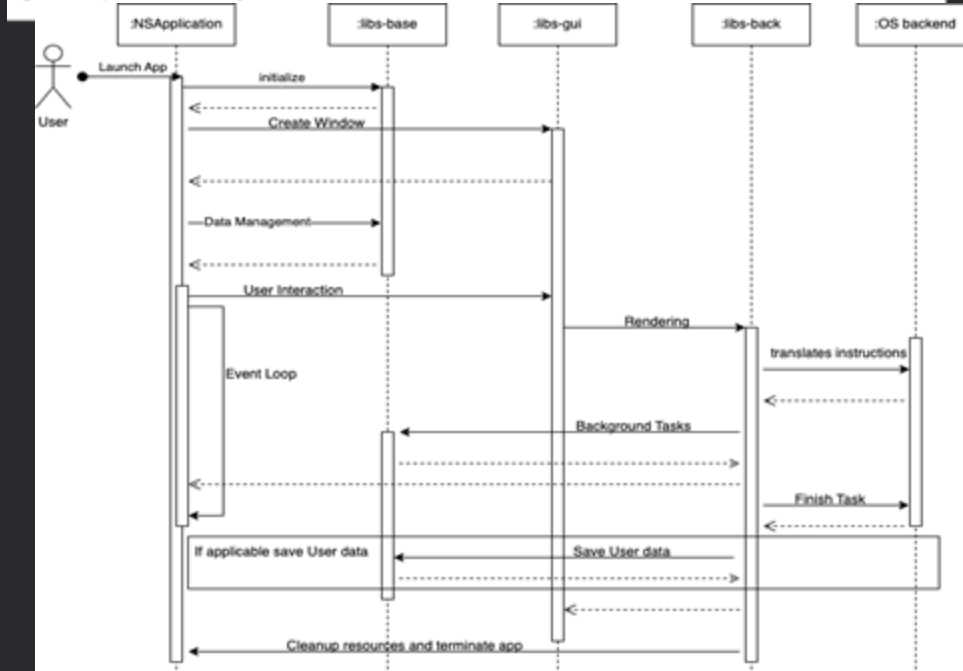 :NSApplication
:libs-base
:libs-gui
:libs-back
:OS backend
Launch App
initialize
User
Create Window
Data Management
User Interaction
Rendering
translates instructions
Event Loop
Background Tasks
Finish Task
If applicable save User data
Save User data
Cleanup resources and terminate app